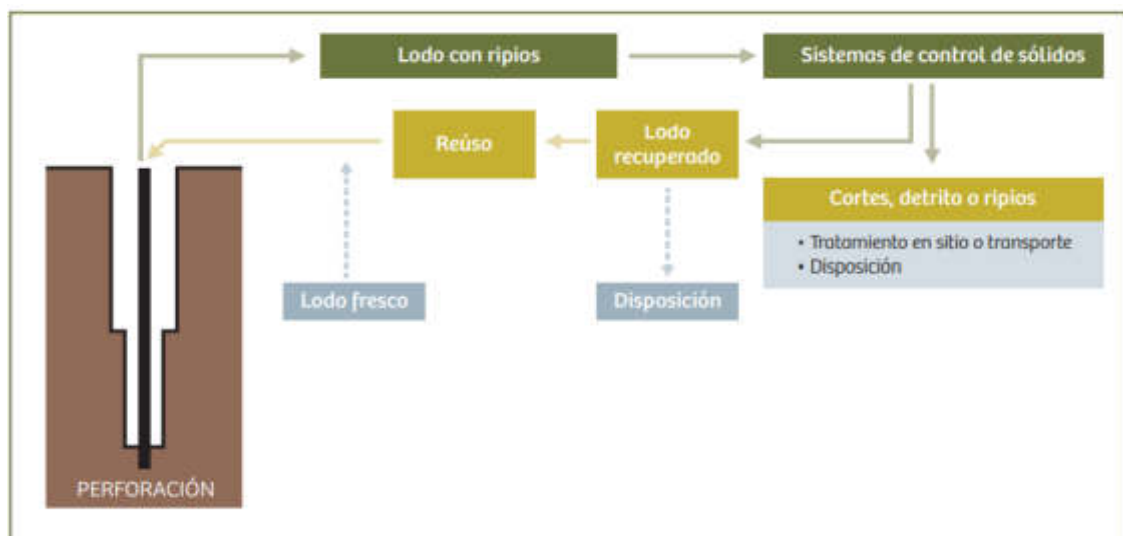 Lodo con ripios
Sistemas de control de sólidos
Reúso
Lodo
recuperado
Cortes, detrito o ripios
• Tratamiento en sitio o transporte
• Disposición
Lodo fresco
Disposición
PERFORACIÓN